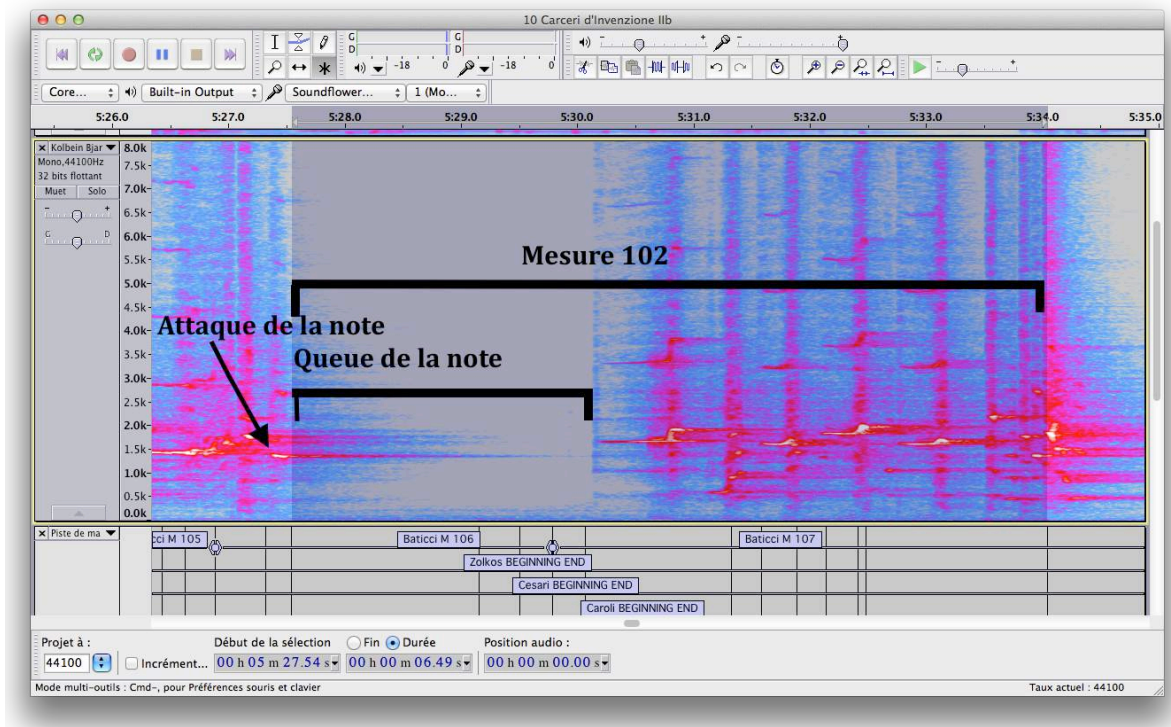 10 Carceri d'Invenzione IIb
G
D
-18
0
G
D
-18
0
Core...
Built-in Output
Soundflower...
1 (Mo...
5:26.0 5:27.0 5:28.0 5:29.0 5:30.0 5:31.0 5:32.0 5:33.0 5:34.0 5:35.0
Kolbein Bjar
Mono,44100Hz
32 bits flottant
Muet Solo
- +
G D
8.0k
7.5k
7.0k
6.5k
6.0k
5.5k
5.0k
4.5k
4.0k
3.5k
3.0k
2.5k
2.0k
1.5k
1.0k
0.5k
0.0k
Mesure 102
Attaque de la note
Queue de la note
Piste de ma
cci M 105 Baticci M 106 Baticci M 107
Zolkos BEGINNING END
Cesari BEGINNING END
Caroli BEGINNING END
Projet à : Début de la sélection Fin Durée Position audio :
44100 Incrément... 00 h 05 m 27.54 s 00 h 00 m 06.49 s 00 h 00 m 00.00 s
Mode multi-outils : Cmd-, pour Préférences souris et clavier Taux actuel : 44100